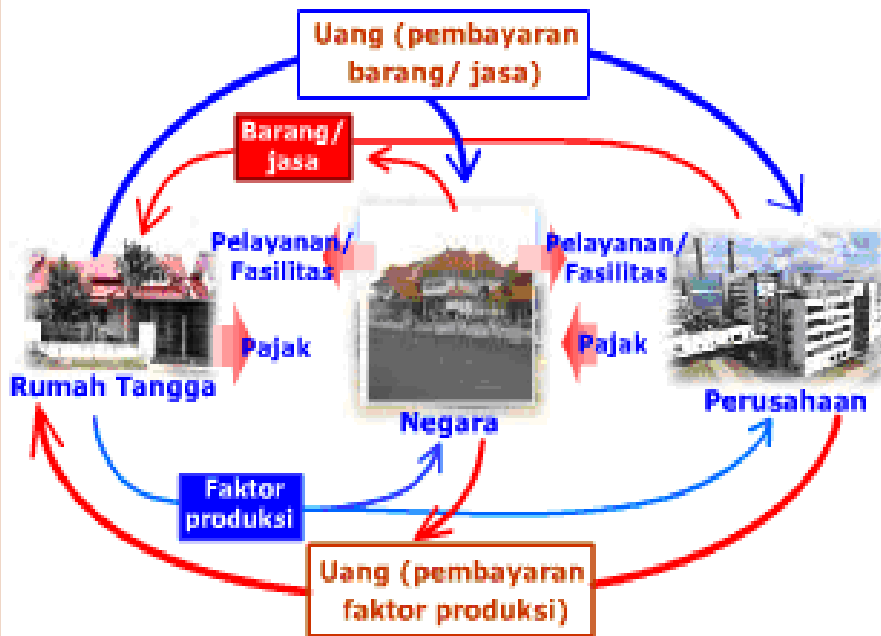 Uang (pembayaran
barang/ jasa)
Barang/
jasa
Pelayanan/
Fasilitas
Pelayanan/
Fasilitas
Pajak
Pajak
Rumah Tangga
Negara
Perusahaan
Faktor
produksi
Uang (pembayaran
faktor produksi)